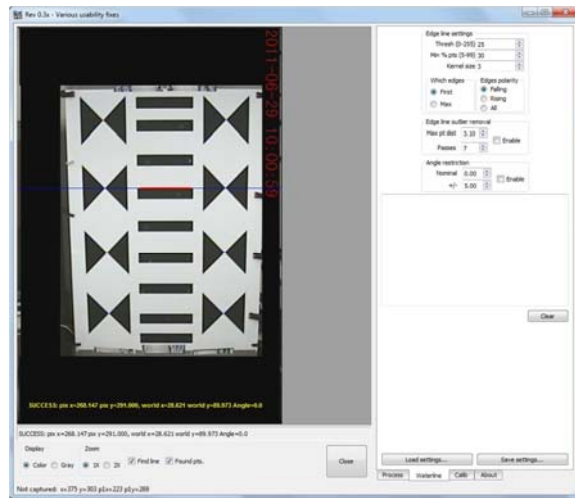 Rev 0.3x - Various usability fixes
2011-06-29 10:00:59
SUCCESS: pix x=268.147 pix y=291.000, world x=28.621 world y=89.973 Angle=0.0
SUCCESS: pix x=268.147 pix y=291.000, world x=28.621 world y=89.973 Angle=0.0
Display
Color
Gray
Zoom
1X
2X
Find line
Found pts.
Close
Not captured: x=375 y=303 p1x=223 p1y=288
Edge line settings
Thresh (0-255) 25
Min % pts (5-99) 30
Kernel size 3
Which edges
First
Max
Edges polarity
Falling
Rising
All
Edge line outlier removal
Max pt dist 3.10
Passes 7
Enable
Angle restriction
Nominal 0.00
+/- 5.00
Enable
Clear
Load settings...
Save settings...
Process
Waterline
Calib
About